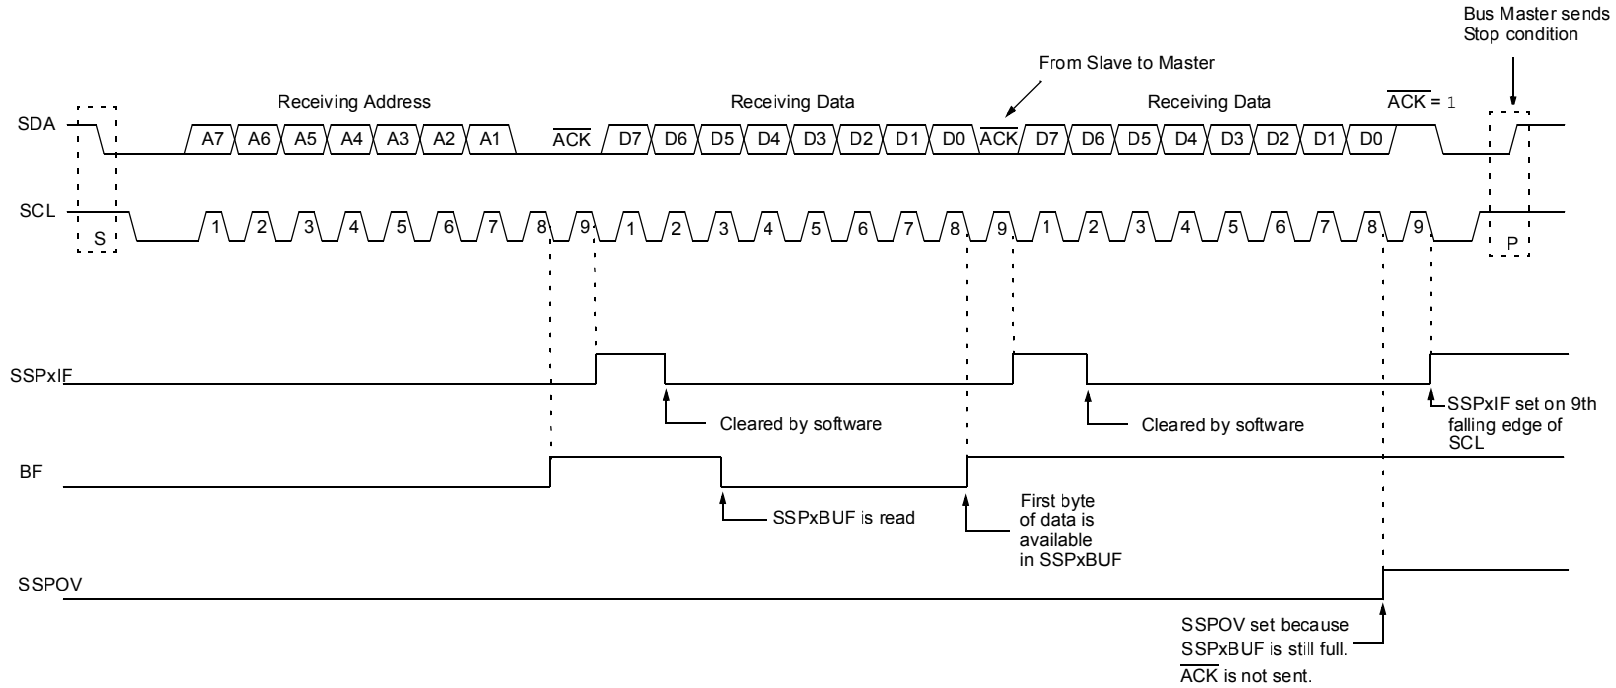 Bus Master sends
Stop condition
From Slave to Master
Receiving Address
Receiving Data
Receiving Data
ACK = 1
SDA
A7 A6 A5 A4 A3 A2 A1 ACK D7 D6 D5 D4 D3 D2 D1 D0 ACK D7 D6 D5 D4 D3 D2 D1 D0
SCL
S
1 2 3 4 5 6 7 8 9 1 2 3 4 5 6 7 8 9 1 2 3 4 5 6 7 8 9
P
SSPxIF
Cleared by software
Cleared by software
SSPxIF set on 9th
falling edge of
SCL
BF
SSPxBUF is read
First byte
of data is
available
in SSPxBUF
SSPOV
SSPOV set because
SSPxBUF is still full.
ACK is not sent.